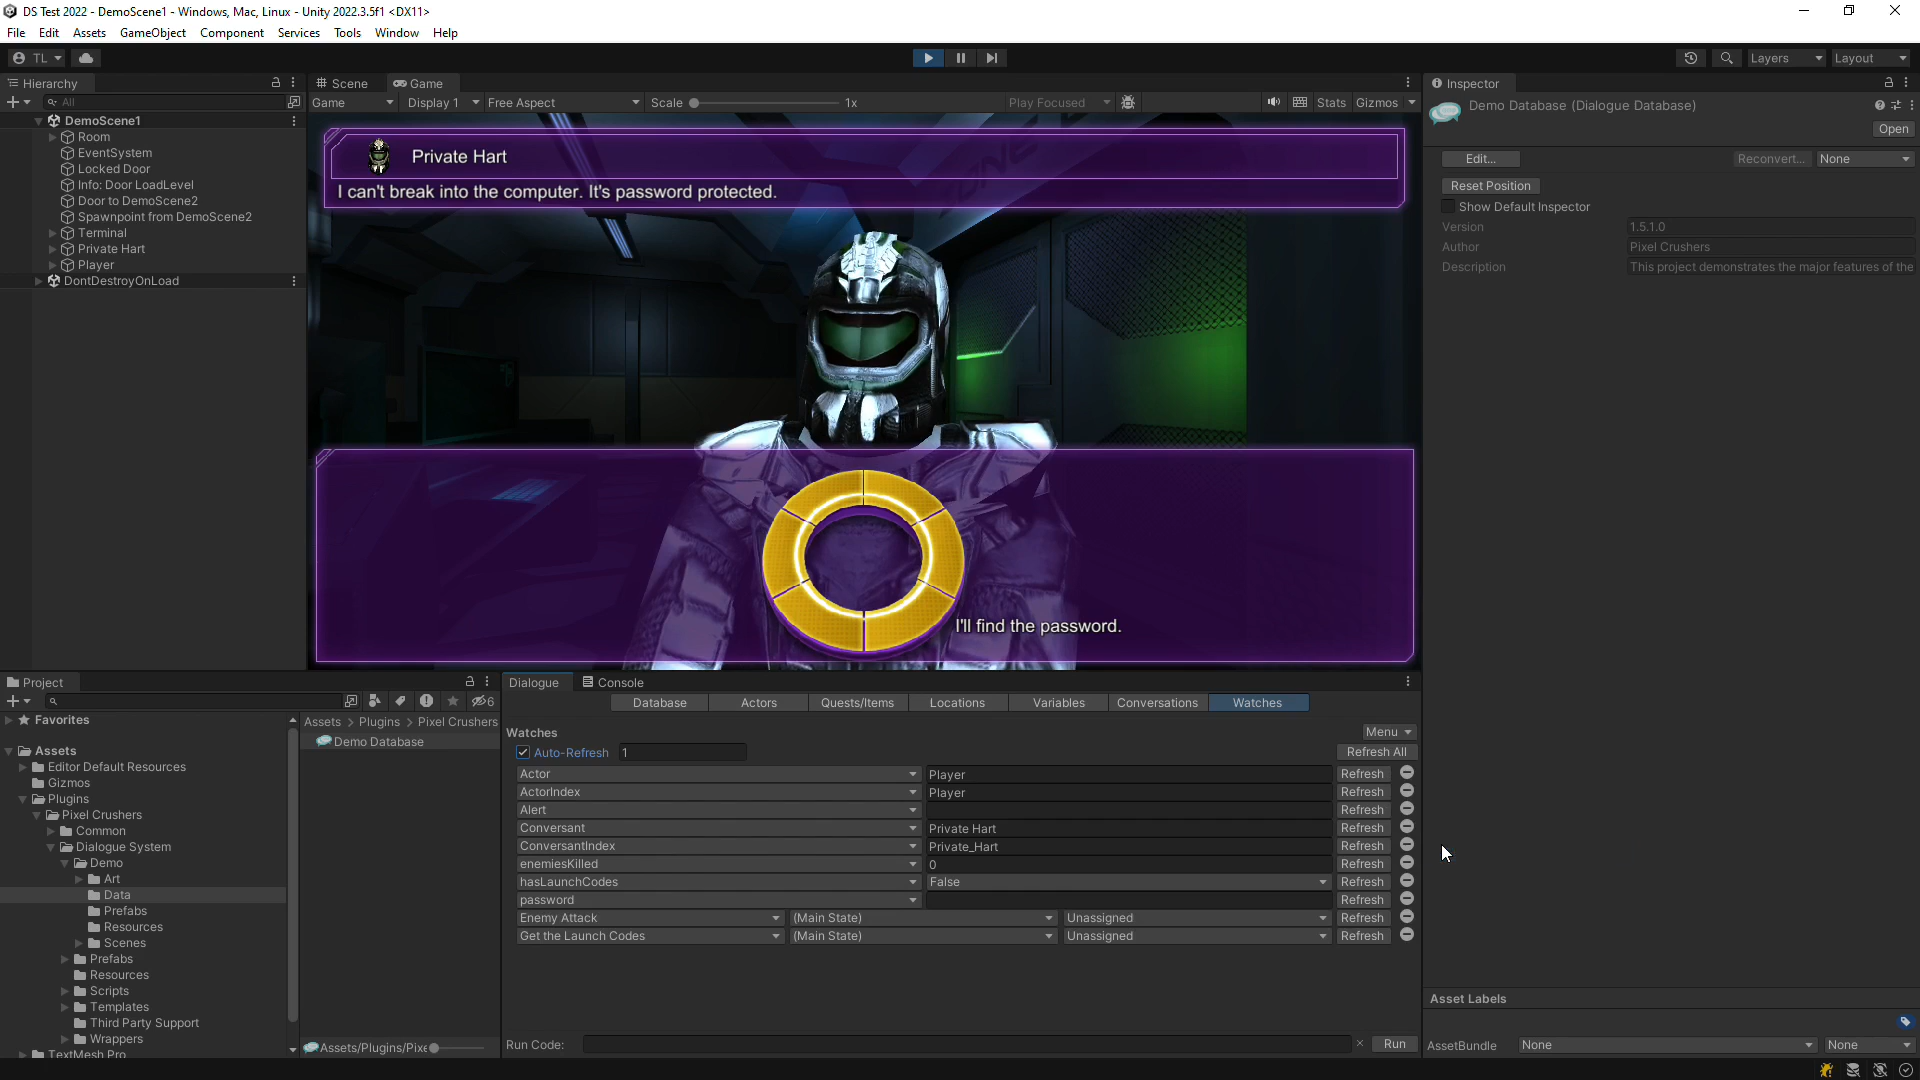 DS Test 2022 - DemoScene1 - Windows, Mac, Linux - Unity 2022.3.5f1 <DX11>
File Edit Assets GameObject Component Services Tools Window Help
TL
Layers
Layout
Hierarchy
All
DemoScene1
Room
EventSystem
Locked Door
Info: Door LoadLevel
Door to DemoScene2
Spawnpoint from DemoScene2
Terminal
Private Hart
Player
DontDestroyOnLoad
Scene Game
Game Display 1 Free Aspect Scale 1x Play Focused Stats Gizmos
Private Hart
I can't break into the computer. It's password protected.
I'll find the password.
Inspector
Demo Database (Dialogue Database)
Open
Edit... Reconvert... None
Reset Position
Show Default Inspector
Version 1.5.1.0
Author Pixel Crushers
Description This project demonstrates the major features of the
Project
6
Favorites
Assets
Editor Default Resources
Gizmos
Plugins
Pixel Crushers
Common
Dialogue System
Demo
Art
Data
Prefabs
Resources
Scenes
Prefabs
Resources
Scripts
Templates
Third Party Support
Wrappers
TextMesh Pro
Assets > Plugins > Pixel Crushers
Demo Database
Assets/Plugins/Pixe
Dialogue Console
Database Actors Quests/Items Locations Variables Conversations Watches
Watches Menu
Auto-Refresh 1 Refresh All
Actor Player Refresh
ActorIndex Player Refresh
Alert Refresh
Conversant Private Hart Refresh
ConversantIndex Private_Hart Refresh
enemiesKilled 0 Refresh
hasLaunchCodes False Refresh
password Refresh
Enemy Attack (Main State) Unassigned Refresh
Get the Launch Codes (Main State) Unassigned Refresh
Run Code: × Run
Asset Labels
AssetBundle None None